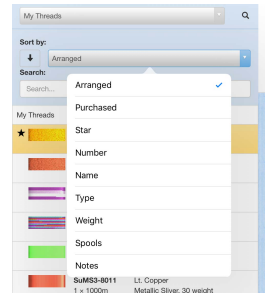 My Threads
Sort by:
Arranged
Search:
Search...
Arranged
Purchased
Star
Number
Name
Type
Weight
Spools
Notes
My Threads
SuMS3-8011 Lt. Copper
1 x 1000m Metallic Sliver, 30 weight